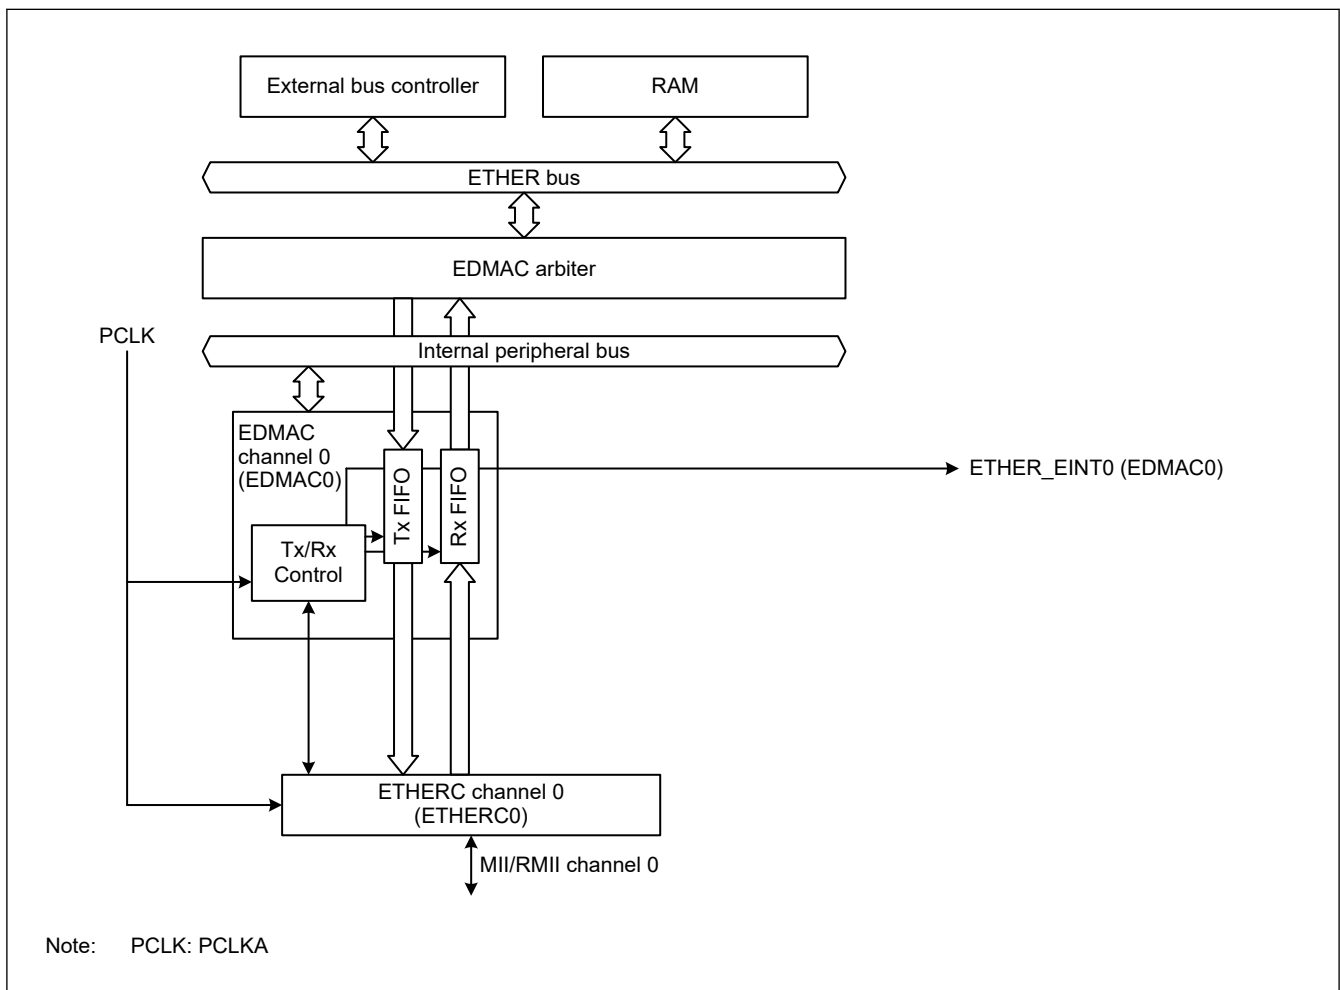 External bus controller
RAM
ETHER bus
EDMAC arbiter
PCLK
Internal peripheral bus
EDMAC
channel 0
(EDMAC0)
Tx FIFO
Rx FIFO
ETHER_EINT0 (EDMAC0)
Tx/Rx
Control
ETHERC channel 0
(ETHERC0)
MII/RMII channel 0
Note: PCLK: PCLKA